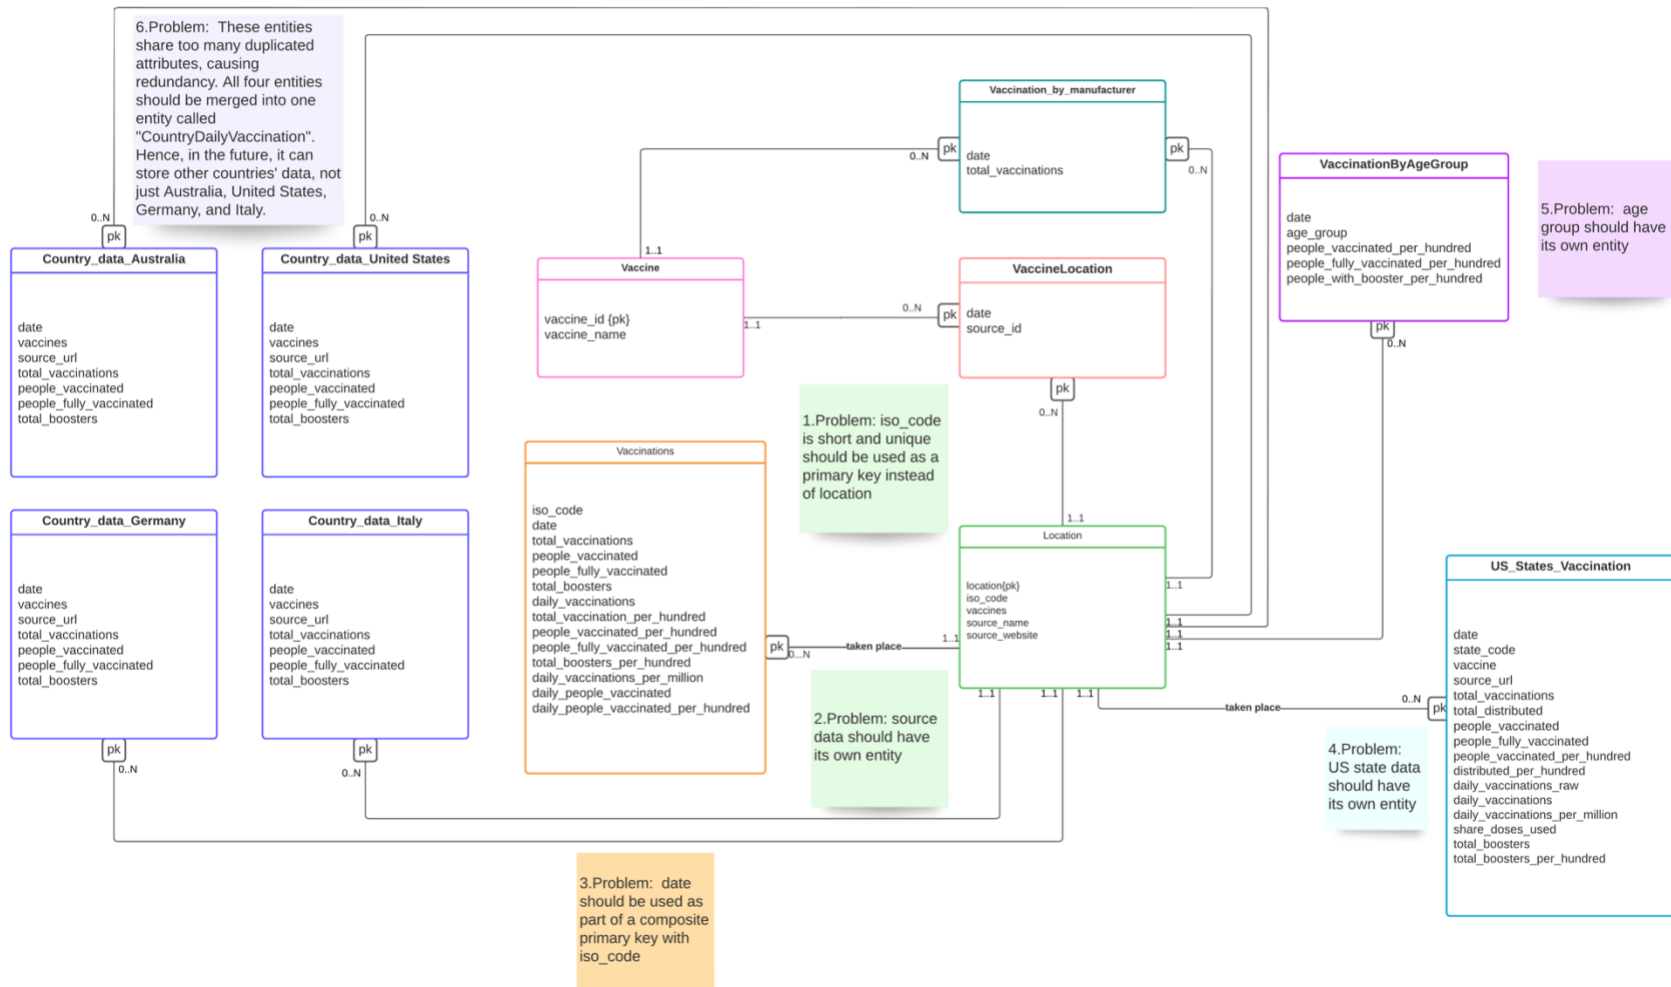 6.Problem:  These entities
share too many duplicated
attributes, causing
redundancy. All four entities
should be merged into one
entity called
"CountryDailyVaccination".
Hence, in the future, it can
store other countries' data, not
just Australia, United States,
Germany, and Italy.
0..N
pk
0..N
pk
Country_data_Australia
date
vaccines
source_url
total_vaccinations
people_vaccinated
people_fully_vaccinated
total_boosters
Country_data_United States
date
vaccines
source_url
total_vaccinations
people_vaccinated
people_fully_vaccinated
total_boosters
Country_data_Germany
date
vaccines
source_url
total_vaccinations
people_vaccinated
people_fully_vaccinated
total_boosters
pk
0..N
Country_data_Italy
date
vaccines
source_url
total_vaccinations
people_vaccinated
people_fully_vaccinated
total_boosters
pk
0..N
Vaccination_by_manufacturer
date
total_vaccinations
pk
0..N
pk
0..N
1..1
Vaccine
vaccine_id {pk}
vaccine_name
1..1
0..N
pk
VaccineLocation
date
source_id
pk
0..N
VaccinationByAgeGroup
date
age_group
people_vaccinated_per_hundred
people_fully_vaccinated_per_hundred
people_with_booster_per_hundred
pk
0..N
5.Problem:  age
group should have
its own entity
1.Problem: iso_code
is short and unique
should be used as a
primary key instead
of location
Vaccinations
iso_code
date
total_vaccinations
people_vaccinated
people_fully_vaccinated
total_boosters
daily_vaccinations
total_vaccination_per_hundred
people_vaccinated_per_hundred
people_fully_vaccinated_per_hundred
total_boosters_per_hundred
daily_vaccinations_per_million
daily_people_vaccinated
daily_people_vaccinated_per_hundred
pk
0...N
taken place
1..1
1..1
Location
location{pk}
iso_code
vaccines
source_name
source_website
1..1
1..1
1..1
1..1
1..1
1..1
1..1
2.Problem: source
data should have
its own entity
taken place
0..N
pk
4.Problem:
US state data
should have
its own entity
US_States_Vaccination
date
state_code
vaccine
source_url
total_vaccinations
total_distributed
people_vaccinated
people_fully_vaccinated
people_vaccinated_per_hundred
distributed_per_hundred
daily_vaccinations_raw
daily_vaccinations
daily_vaccinations_per_million
share_doses_used
total_boosters
total_boosters_per_hundred
3.Problem:  date
should be used as
part of a composite
primary key with
iso_code